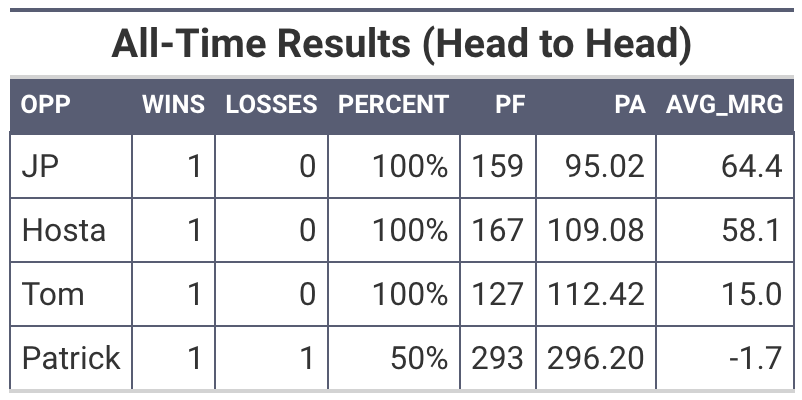 All-Time Results (Head to Head)
OPP WINS LOSSES PERCENT PF PA AVG_MRG
JP 1 0 100% 159 95.02 64.4
Hosta 1 0 100% 167 109.08 58.1
Tom 1 0 100% 127 112.42 15.0
Patrick 1 1 50% 293 296.20 -1.7